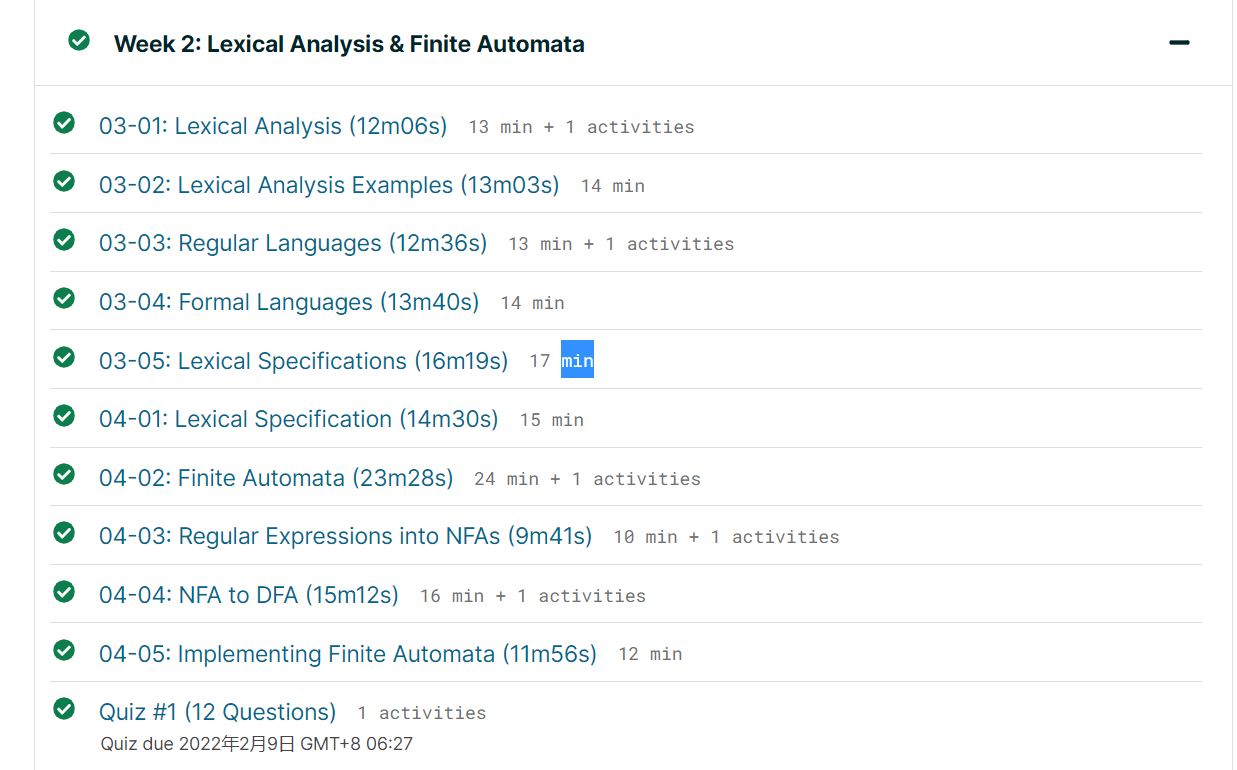 Week 2: Lexical Analysis & Finite Automata
03-01: Lexical Analysis (12m06s) 13 min + 1 activities
03-02: Lexical Analysis Examples (13m03s) 14 min
03-03: Regular Languages (12m36s) 13 min + 1 activities
03-04: Formal Languages (13m40s) 14 min
03-05: Lexical Specifications (16m19s) 17 min
04-01: Lexical Specification (14m30s) 15 min
04-02: Finite Automata (23m28s) 24 min + 1 activities
04-03: Regular Expressions into NFAs (9m41s) 10 min + 1 activities
04-04: NFA to DFA (15m12s) 16 min + 1 activities
04-05: Implementing Finite Automata (11m56s) 12 min
Quiz #1 (12 Questions) 1 activities
Quiz due 2022年2月9日 GMT+8 06:27